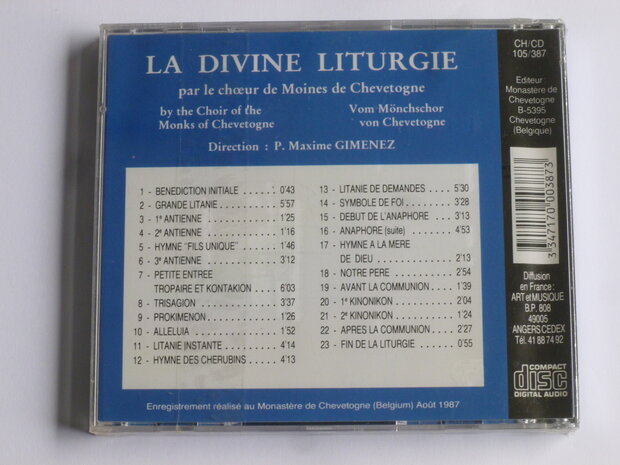 LA DIVINE LITURGIE
par le chœur de Moines de Chevetogne
by the Choir of the
Monks of Chevetogne
Vom Mönchschor
von Chevetogne
Direction : P. Maxime GIMENEZ
1 - BENEDICTION INITIALE ...... 0'43
2 - GRANDE LITANIE ........... 5'57
3 - 1e ANTIENNE ............... 1'25
4 - 2e ANTIENNE ............... 1'16
5 - HYMNE "FILS UNIQUE" ....... 1'46
6 - 3e ANTIENNE ............... 3'12
7 - PETITE ENTREE
TROPAIRE ET KONTAKION ..... 6'03
8 - TRISAGION ................. 3'37
9 - PROKIMENON ................ 1'26
10 - ALLELUIA .................. 1'52
11 - LITANIE INSTANTE .......... 4'14
12 - HYMNE DES CHERUBINS ....... 4'13
13 - LITANIE DE DEMANDES ....... 5'30
14 - SYMBOLE DE FOI ............ 3'28
15 - DEBUT DE L'ANAPHORE ....... 3'13
16 - ANAPHORE (suite) .......... 4'53
17 - HYMNE A LA MERE
DE DIEU ................... 2'13
18 - NOTRE PERE ................ 2'54
19 - AVANT LA COMMUNION ........ 1'39
20 - 1e KINONIKON .............. 2'04
21 - 2e KINONIKON .............. 1'24
22 - APRES LA COMMUNION ........ 2'27
23 - FIN DE LA LITURGIE ........ 0'55
Enregistrement réalisé au Monastère de Chevetogne (Belgium) Août 1987
CH/CD
105/387
Editeur :
Monastère de
Chevetogne
B-5395
Chevetogne
(Belgique)
3 347170 003873
Diffusion
en France :
ART et MUSIQUE
B.P. 808
49005
ANGERS CEDEX
Tél. 41 88 74 92
COMPACT
disc
DIGITAL AUDIO